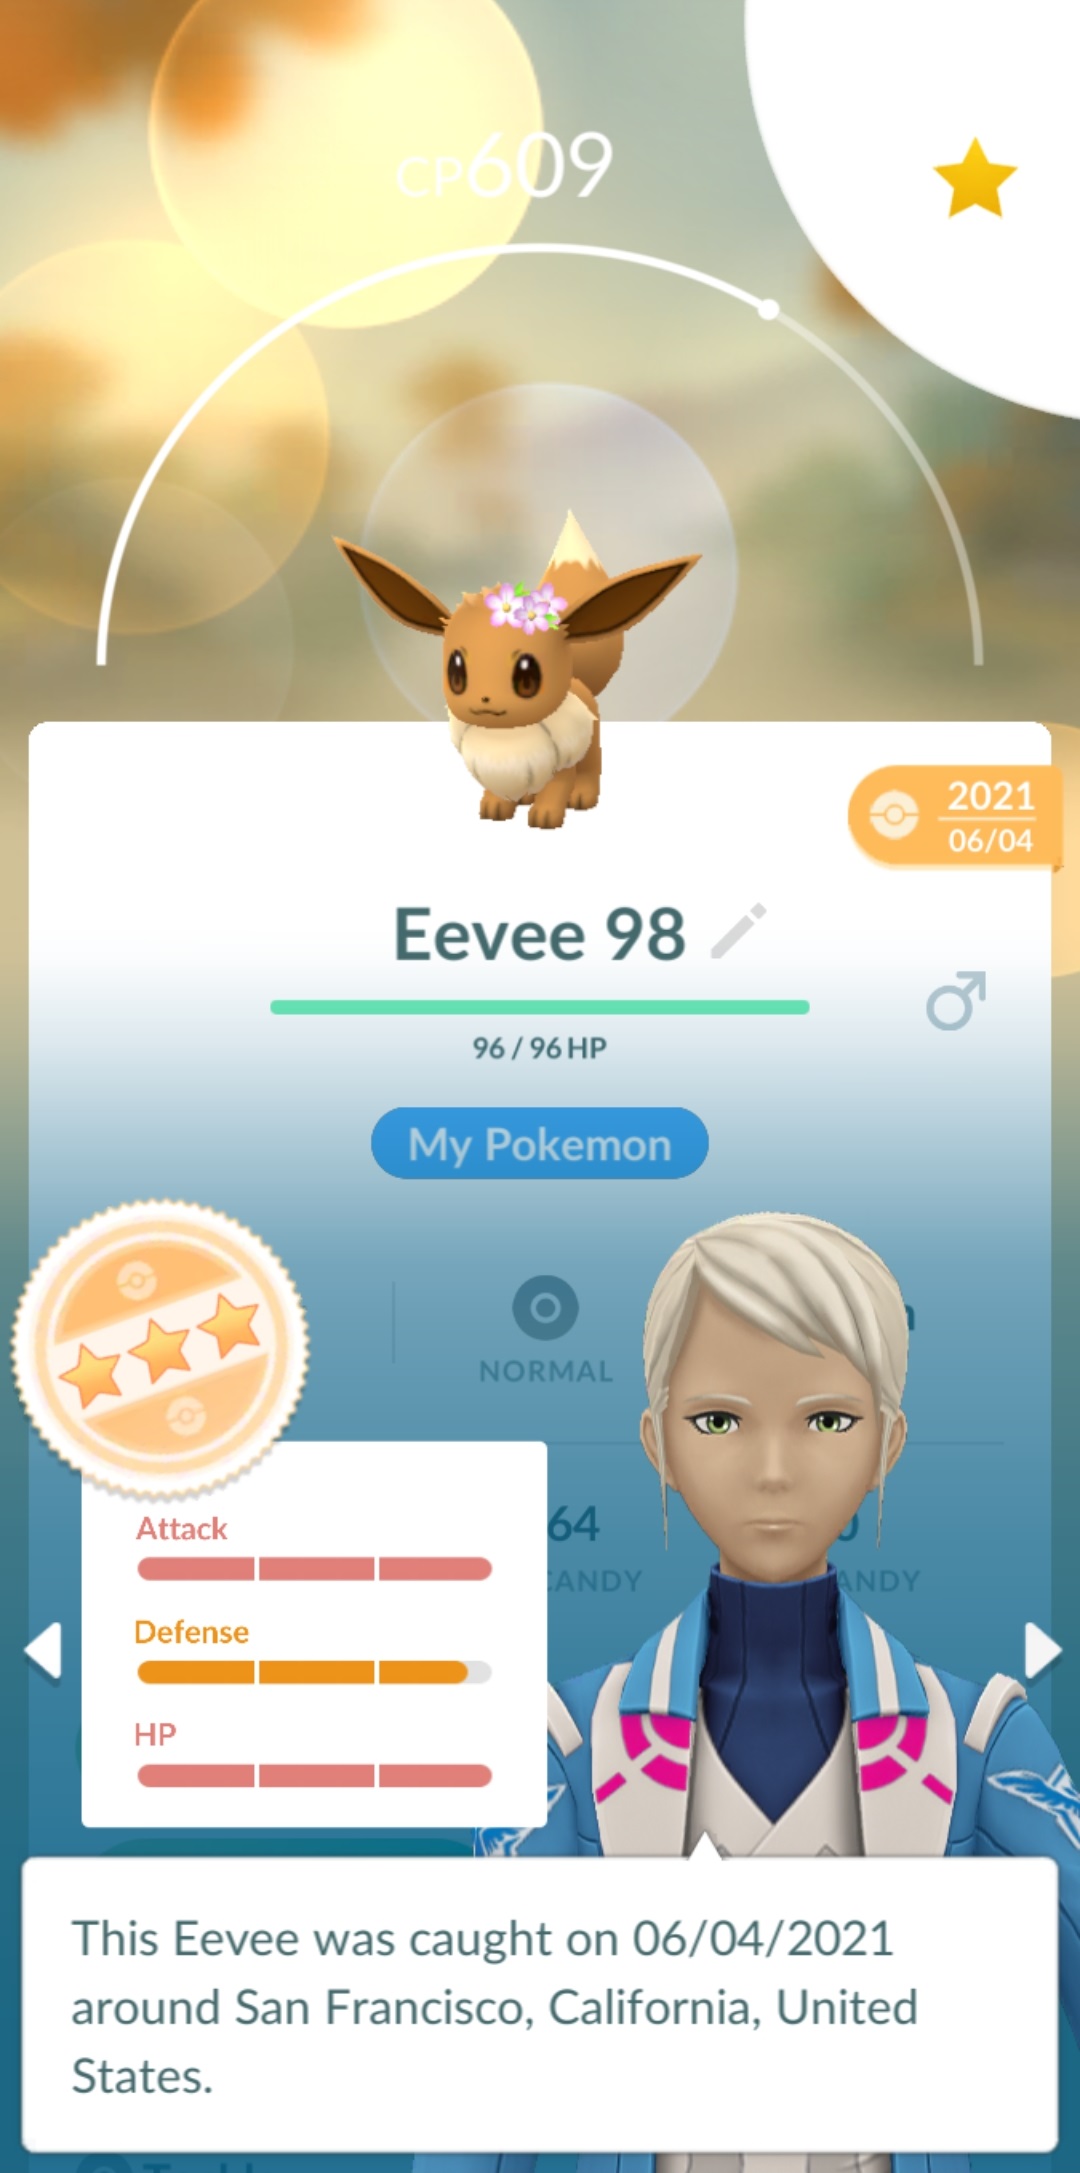 CP609
2021
06/04
Eevee 98
96 / 96 HP
My Pokemon
NORMAL
64
CANDY
Attack
Defense
HP
This Eevee was caught on 06/04/2021
around San Francisco, California, United
States.